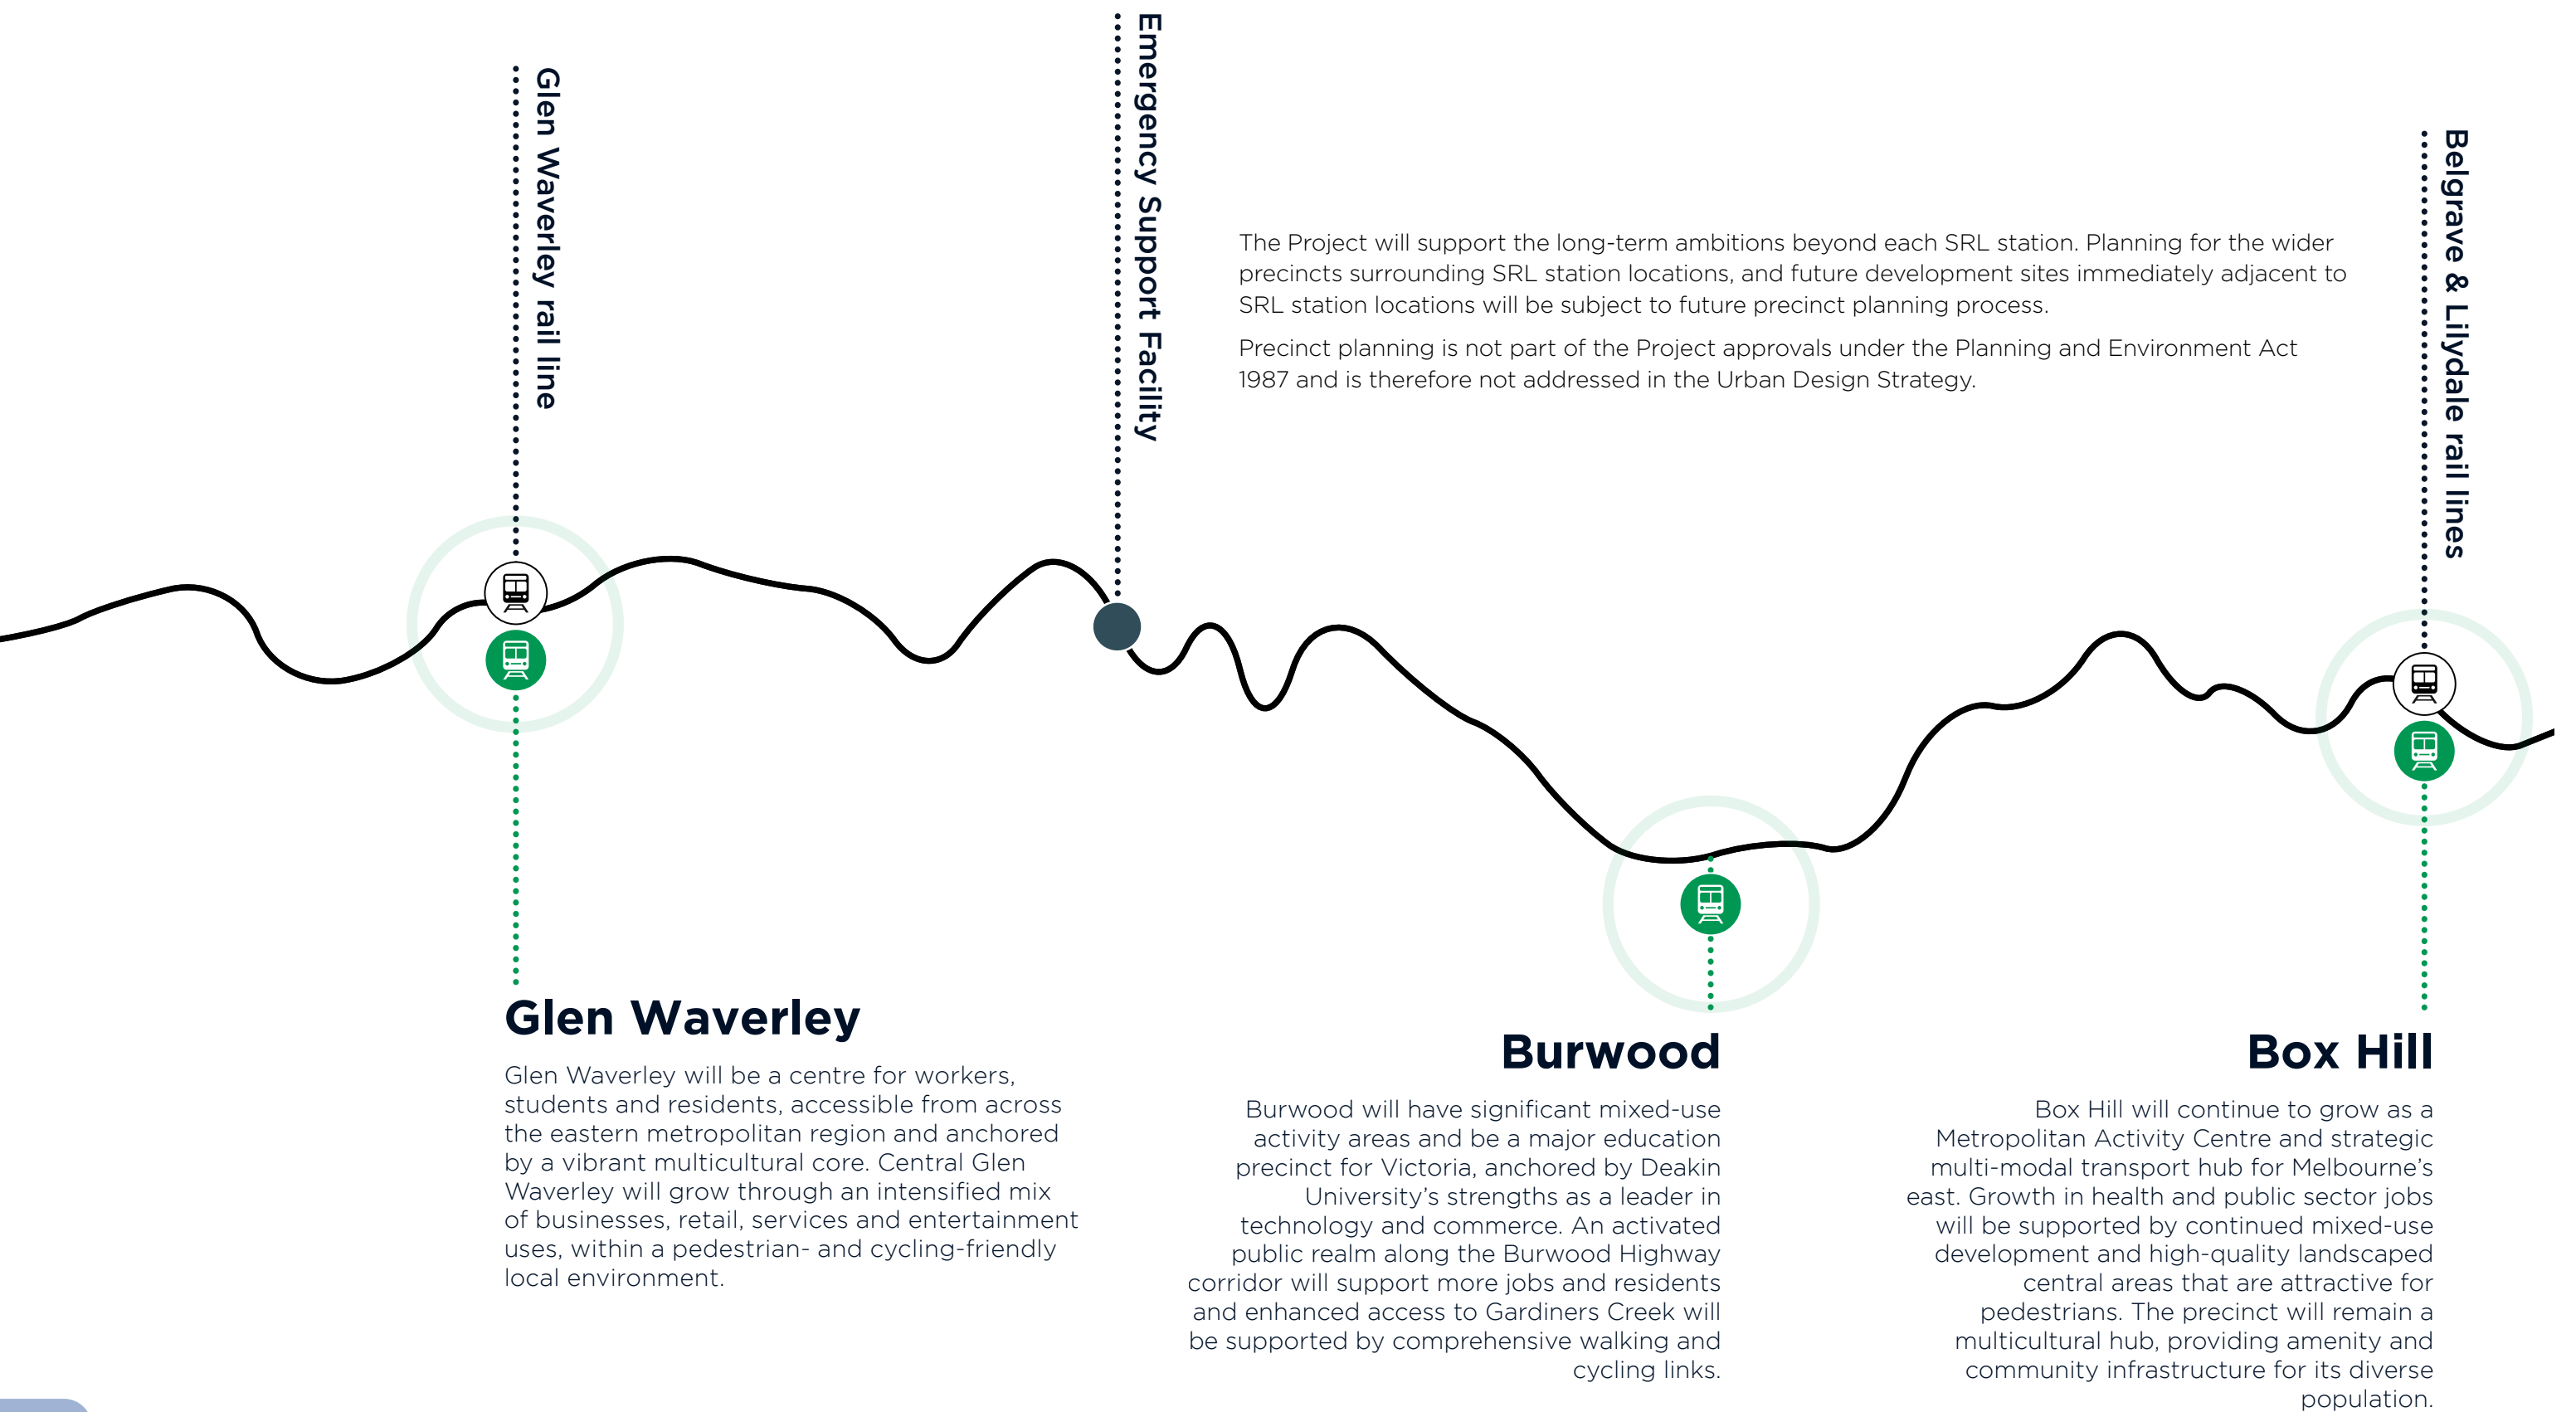 Glen Waverley rail line
Emergency Support Facility
Belgrave & Lilydale rail lines
The Project will support the long-term ambitions beyond each SRL station. Planning for the wider
precincts surrounding SRL station locations, and future development sites immediately adjacent to
SRL station locations will be subject to future precinct planning process.
Precinct planning is not part of the Project approvals under the Planning and Environment Act
1987 and is therefore not addressed in the Urban Design Strategy.
Glen Waverley
Glen Waverley will be a centre for workers,
students and residents, accessible from across
the eastern metropolitan region and anchored
by a vibrant multicultural core. Central Glen
Waverley will grow through an intensified mix
of businesses, retail, services and entertainment
uses, within a pedestrian- and cycling-friendly
local environment.
Burwood
Burwood will have significant mixed-use
activity areas and be a major education
precinct for Victoria, anchored by Deakin
University’s strengths as a leader in
technology and commerce. An activated
public realm along the Burwood Highway
corridor will support more jobs and residents
and enhanced access to Gardiners Creek will
be supported by comprehensive walking and
cycling links.
Box Hill
Box Hill will continue to grow as a
Metropolitan Activity Centre and strategic
multi-modal transport hub for Melbourne’s
east. Growth in health and public sector jobs
will be supported by continued mixed-use
development and high-quality landscaped
central areas that are attractive for
pedestrians. The precinct will remain a
multicultural hub, providing amenity and
community infrastructure for its diverse
population.